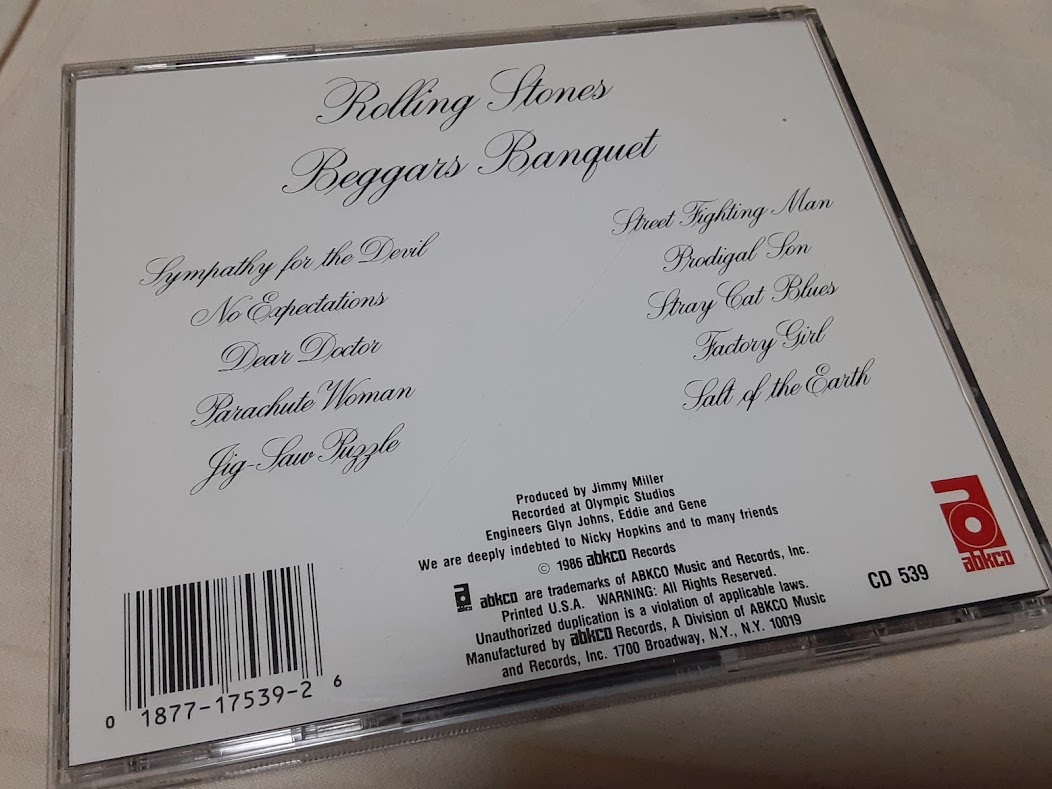 Rolling Stones
Beggars Banquet
Sympathy for the Devil
No Expectations
Dear Doctor
Parachute Woman
Jig-Saw Puzzle
Street Fighting Man
Prodigal Son
Stray Cat Blues
Factory Girl
Salt of the Earth
Produced by Jimmy Miller
Recorded at Olympic Studios
Engineers Glyn Johns, Eddie and Gene
We are deeply indebted to Nicky Hopkins and to many friends
© 1986 abkco Records
abkco abkco are trademarks of ABKCO Music and Records, Inc.
Printed U.S.A. WARNING: All Rights Reserved.
Unauthorized duplication is a violation of applicable laws.
Manufactured by abkco Records, A Division of ABKCO Music
and Records, Inc. 1700 Broadway, N.Y., N.Y. 10019
CD 539
abkco
0 1877-17539-2 6